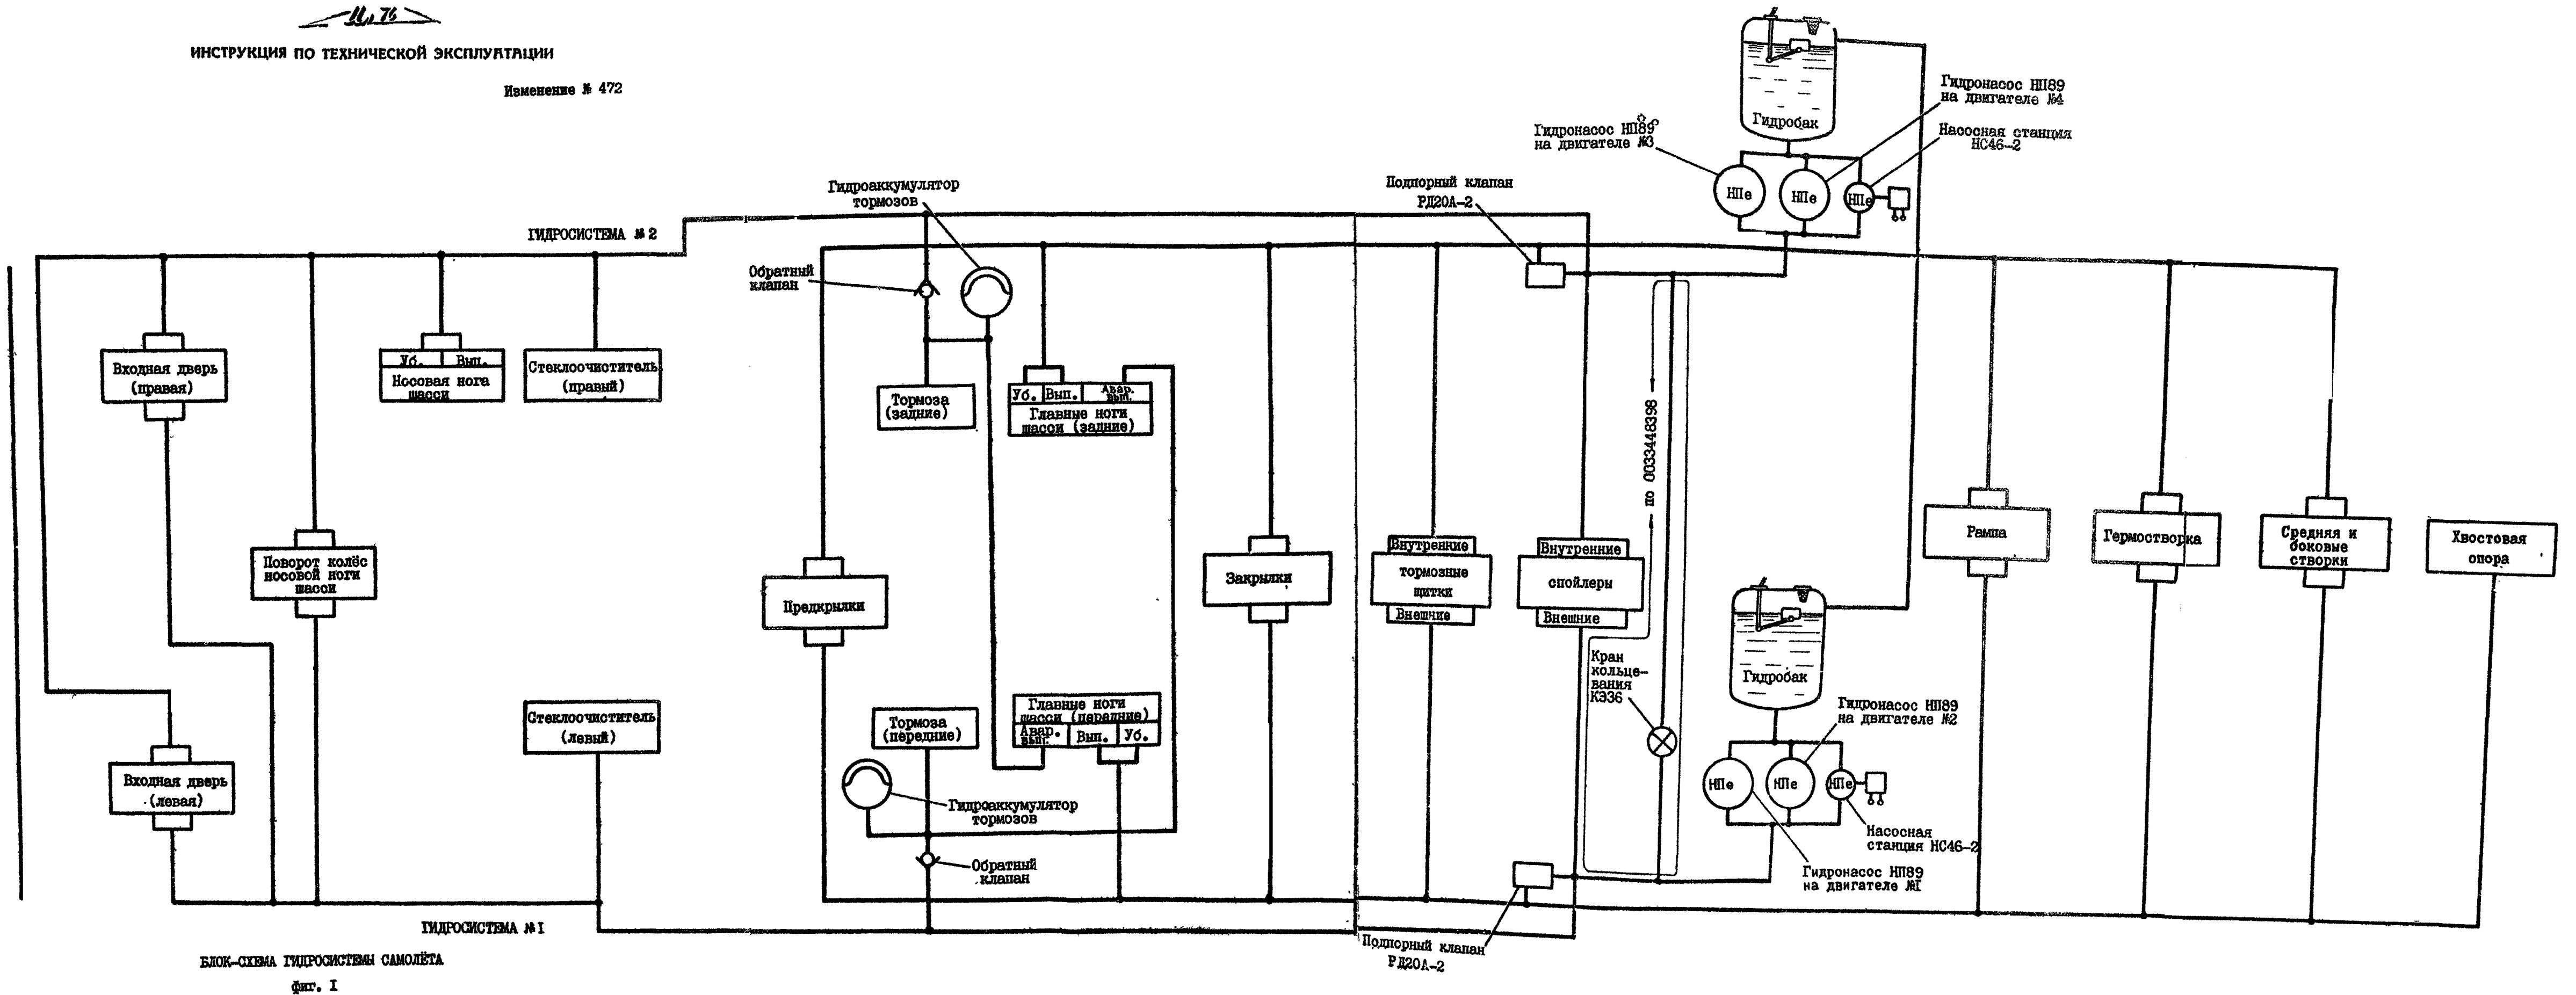 Ил 76
ИНСТРУКЦИЯ ПО ТЕХНИЧЕСКОЙ ЭКСПЛУАТАЦИИ
Изменение № 472
Гидробак
Гидронасос НП89
на двигателе №4
Гидронасос НП89
на двигателе №3
Насосная станция
НС46-2
НПе
НПе
НПе
Подпорный клапан
РД20А-2
Гидроаккумулятор
тормозов
ГИДРОСИСТЕМА № 2
Обратный
клапан
Входная дверь
(правая)
Уб. Вып.
Носовая нога
шасси
Стеклоочиститель
(правый)
Тормоза
(задние)
Уб. Вып. Авар.
вып.
Главные ноги
шасси (задние)
по 0033448398
Поворот колёс
носовой ноги
шасси
Предкрылки
Закрылки
Внутренние
тормозные
щитки
Внешние
Внутренние
спойлеры
Внешние
Рампа
Гермостворка
Средняя и
боковые
створки
Хвостовая
опора
Кран
кольце-
вания
КЭ36
Гидробак
Гидронасос НП89
на двигателе №2
НПе
НПе
НПе
Насосная
станция НС46-2
Гидронасос НП89
на двигателе №I
Стеклоочиститель
(левый)
Тормоза
(передние)
Главные ноги
шасси (передние)
Авар.
вып. Вып. Уб.
Входная дверь
(левая)
Гидроаккумулятор
тормозов
Обратный
клапан
ГИДРОСИСТЕМА №I
Подпорный клапан
РД20А-2
БЛОК-СХЕМА ГИДРОСИСТЕМЫ САМОЛЁТА
фиг. I